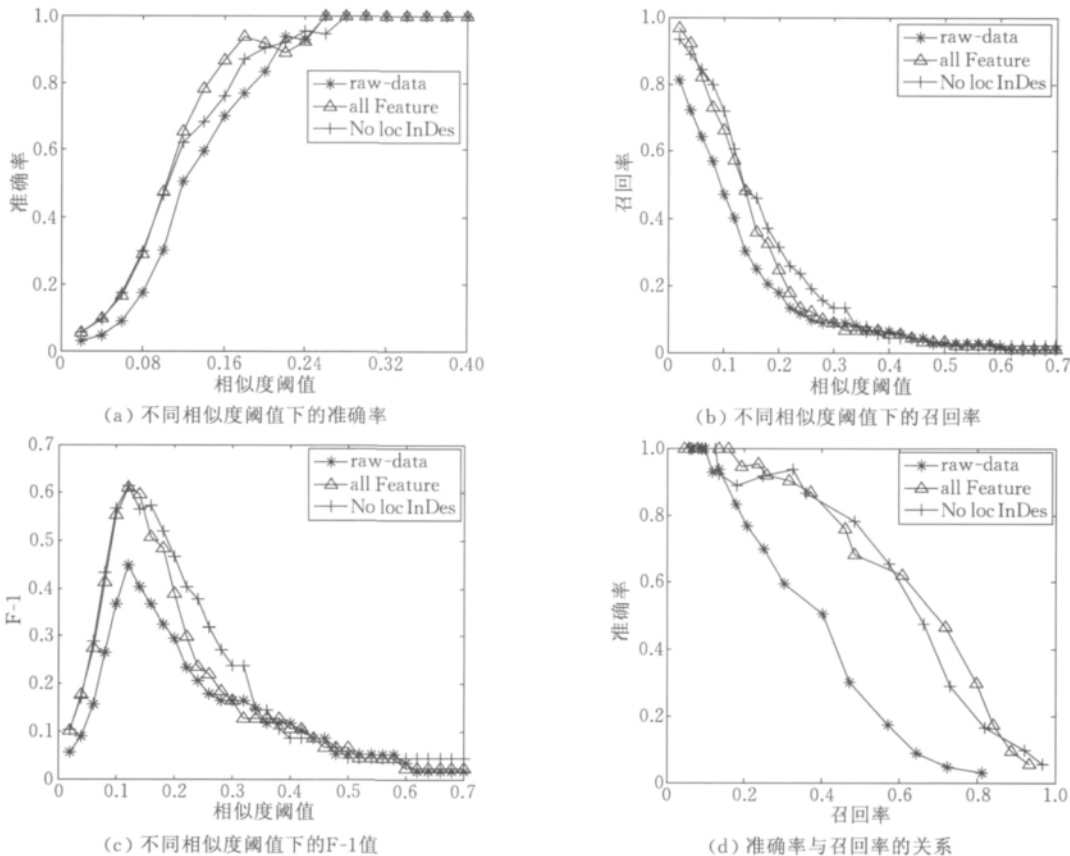 1.0
0.8
0.6
0.4
0.2
0
准确率
0.08
0.16
0.24
0.32
0.40
相似度阈值
raw-data
all Feature
No loc InDes
(a) 不同相似度阈值下的准确率
1.0
0.8
0.6
0.4
0.2
0
召回率
0
0.1
0.2
0.3
0.4
0.5
0.6
0.7
相似度阈值
raw-data
all Feature
No loc InDes
(b) 不同相似度阈值下的召回率
0.7
0.6
0.5
0.4
0.3
0.2
0.1
0
F-1
0
0.1
0.2
0.3
0.4
0.5
0.6
0.7
相似度阈值
raw-data
all Feature
No loc InDes
(c) 不同相似度阈值下的F-1值
1.0
0.8
0.6
0.4
0.2
0
准确率
0.2
0.4
0.6
0.8
1.0
召回率
raw-data
all Feature
No loc InDes
(d) 准确率与召回率的关系